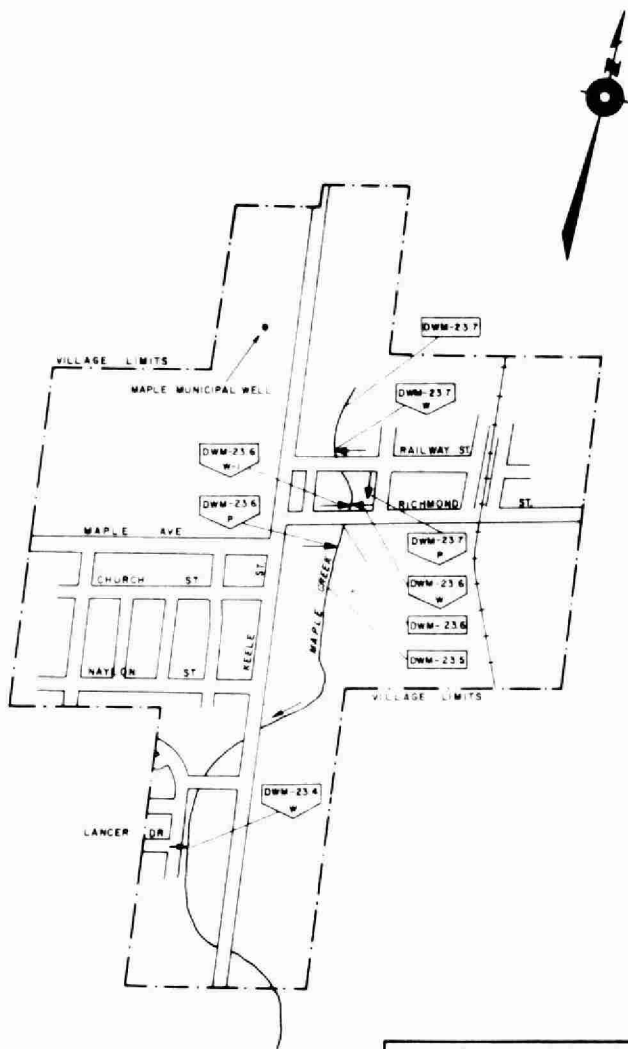 N
DWM-23.7
VILLAGE LIMITS
MAPLE MUNICIPAL WELL
DWM-23.7
W
DWM-23.6
W-1
RAILWAY ST.
DWM-23.6
P
RICHMOND ST.
MAPLE AVE
DWM-23.7
P
CHURCH ST
ST.
KEELE
MAPLE CREEK
DWM-23.6
W
DWM-23.6
DWM-23.5
NAYLON ST
VILLAGE LIMITS
DWM-23.4
W
LANCER DR